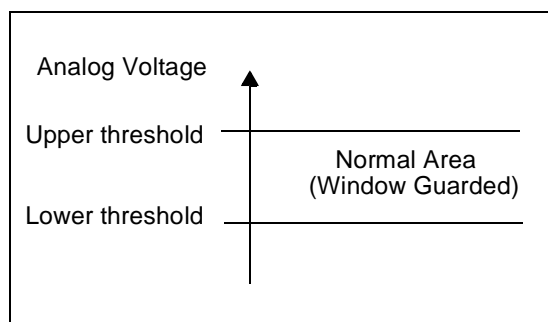 Analog Voltage
Upper threshold
Normal Area
(Window Guarded)
Lower threshold